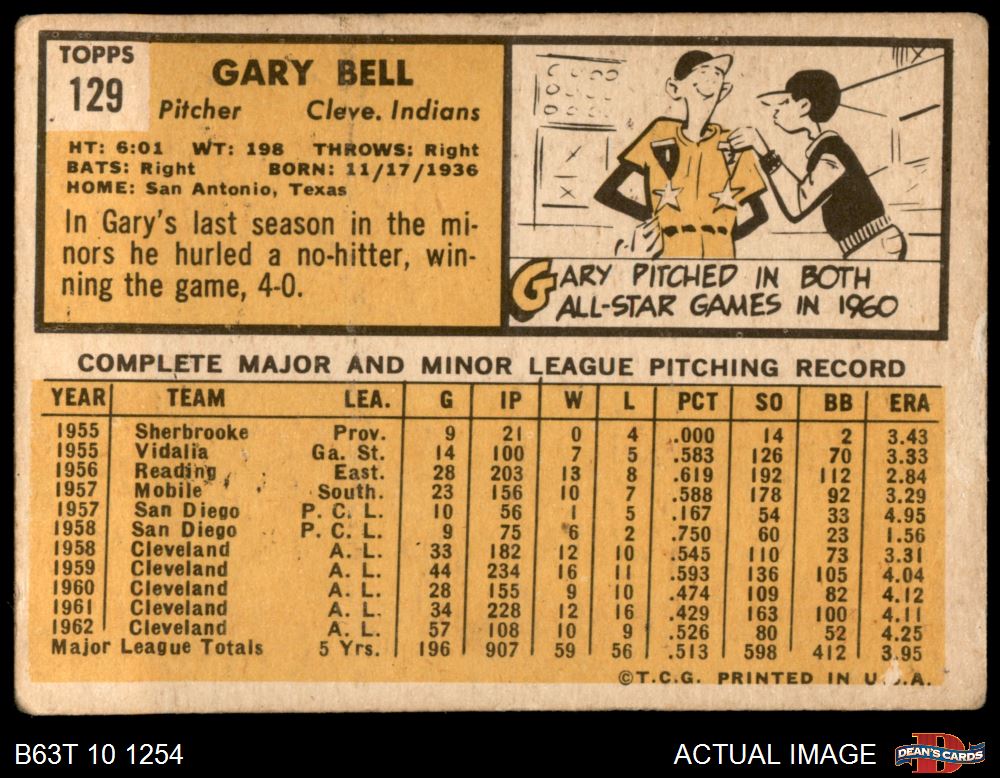 TOPPS
129
GARY BELL
Pitcher Cleve. Indians
HT: 6:01 WT: 198 THROWS: Right
BATS: Right BORN: 11/17/1936
HOME: San Antonio, Texas
In Gary's last season in the mi-
nors he hurled a no-hitter, win-
ning the game, 4-0.
GARY PITCHED IN BOTH
ALL-STAR GAMES IN 1960
COMPLETE MAJOR AND MINOR LEAGUE PITCHING RECORD
YEAR TEAM LEA. G IP W L PCT SO BB ERA
1955 Sherbrooke Prov. 9 21 0 4 .000 14 2 3.43
1955 Vidalia Ga. St. 14 100 7 5 .583 126 70 3.33
1956 Reading East. 28 203 13 8 .619 192 112 2.84
1957 Mobile South. 23 156 10 7 .588 178 92 3.29
1957 San Diego P. C. L. 10 56 1 5 .167 54 33 4.95
1958 San Diego P. C. L. 9 75 6 2 .750 60 23 1.56
1958 Cleveland A. L. 33 182 12 10 .545 110 73 3.31
1959 Cleveland A. L. 44 234 16 11 .593 136 105 4.04
1960 Cleveland A. L. 28 155 9 10 .474 109 82 4.12
1961 Cleveland A. L. 34 228 12 16 .429 163 100 4.11
1962 Cleveland A. L. 57 108 10 9 .526 80 52 4.25
Major League Totals 5 Yrs. 196 907 59 56 .513 598 412 3.95
©T.C.G. PRINTED IN U.S.A.
B63T 10 1254
ACTUAL IMAGE
DEAN'S CARDS